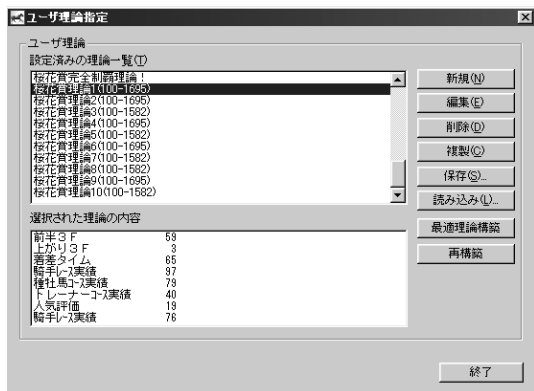 ユーザ理論指定
ユーザ理論
設定済みの理論一覧(T)
桜花賞完全制覇理論！
桜花賞理論1(100-1695)
桜花賞理論2(100-1695)
桜花賞理論3(100-1582)
桜花賞理論4(100-1695)
桜花賞理論5(100-1582)
桜花賞理論6(100-1695)
桜花賞理論7(100-1582)
桜花賞理論8(100-1582)
桜花賞理論9(100-1695)
桜花賞理論10(100-1582)
新規(N)
編集(E)
削除(D)
複製(C)
保存(S)...
読み込み(L)...
最適理論構築
再構築
選択された理論の内容
前半３Ｆ 59
上がり３Ｆ 3
着差タイム 65
騎手レース実績 97
種牡馬コース実績 79
トレーナーコース実績 40
人気評価 19
騎手レース実績 76
終了